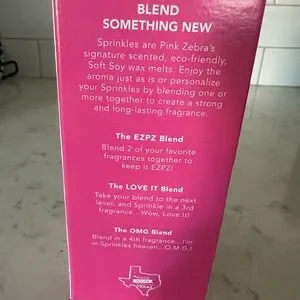 BLEND
SOMETHING NEW
Sprinkles are Pink Zebra's
signature scented, eco-friendly,
Soft Soy wax melts. Enjoy the
aroma just as is or personalize
your Sprinkles by blending one or
more together to create a strong
and long-lasting fragrance.
The EZPZ Blend
Blend 2 of your favorite
fragrances together to
keep it EZPZ!
The LOVE IT Blend
Take your blend to the next
level, and Sprinkle in a 3rd
fragrance...Wow, Love It!
The OMG Blend
Blend in a 4th fragrance...I'm
in Sprinkles heaven...O.M.G.!
TEXAS